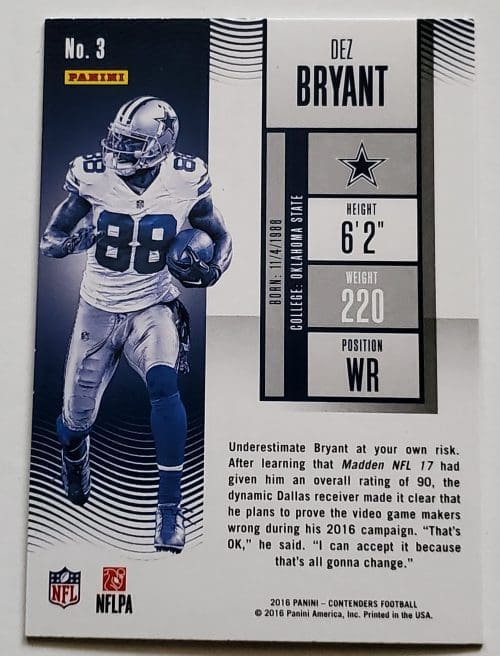 No. 3
PANINI
DEZ
BRYANT
BORN: 11/4/1988
COLLEGE: OKLAHOMA STATE
HEIGHT
6'2"
WEIGHT
220
POSITION
WR
88
88
Underestimate Bryant at your own risk.
After learning that Madden NFL 17 had
given him an overall rating of 90, the
dynamic Dallas receiver made it clear that
he plans to prove the video game makers
wrong during his 2016 campaign. “That's
OK,” he said. “I can accept it because
that's all gonna change.”
NFL
NFLPA
2016 PANINI – CONTENDERS FOOTBALL
© 2016 Panini America, Inc. Printed in the USA.